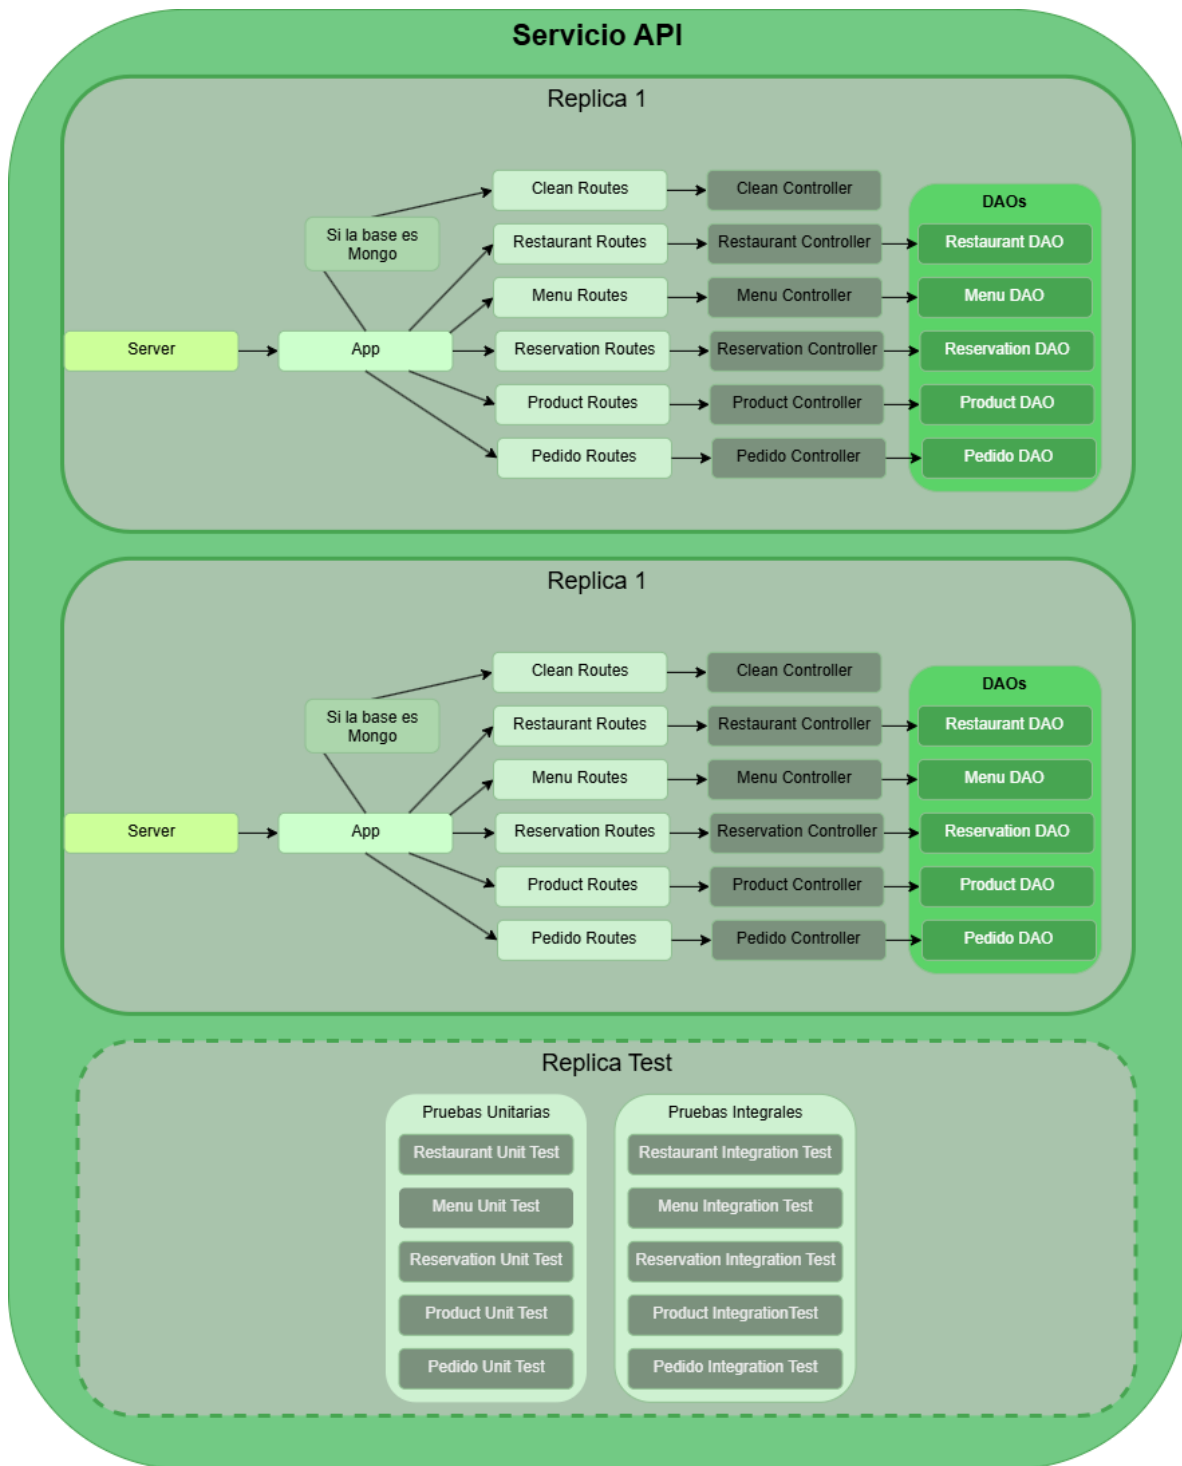 Servicio API
Replica 1
Clean Routes
Clean Controller
DAOs
Si la base es
Mongo
Restaurant Routes
Restaurant Controller
Restaurant DAO
Menu Routes
Menu Controller
Menu DAO
Server
App
Reservation Routes
Reservation Controller
Reservation DAO
Product Routes
Product Controller
Product DAO
Pedido Routes
Pedido Controller
Pedido DAO
Replica 1
Clean Routes
Clean Controller
DAOs
Si la base es
Mongo
Restaurant Routes
Restaurant Controller
Restaurant DAO
Menu Routes
Menu Controller
Menu DAO
Server
App
Reservation Routes
Reservation Controller
Reservation DAO
Product Routes
Product Controller
Product DAO
Pedido Routes
Pedido Controller
Pedido DAO
Replica Test
Pruebas Unitarias
Restaurant Unit Test
Menu Unit Test
Reservation Unit Test
Product Unit Test
Pedido Unit Test
Pruebas Integrales
Restaurant Integration Test
Menu Integration Test
Reservation Integration Test
Product IntegrationTest
Pedido Integration Test